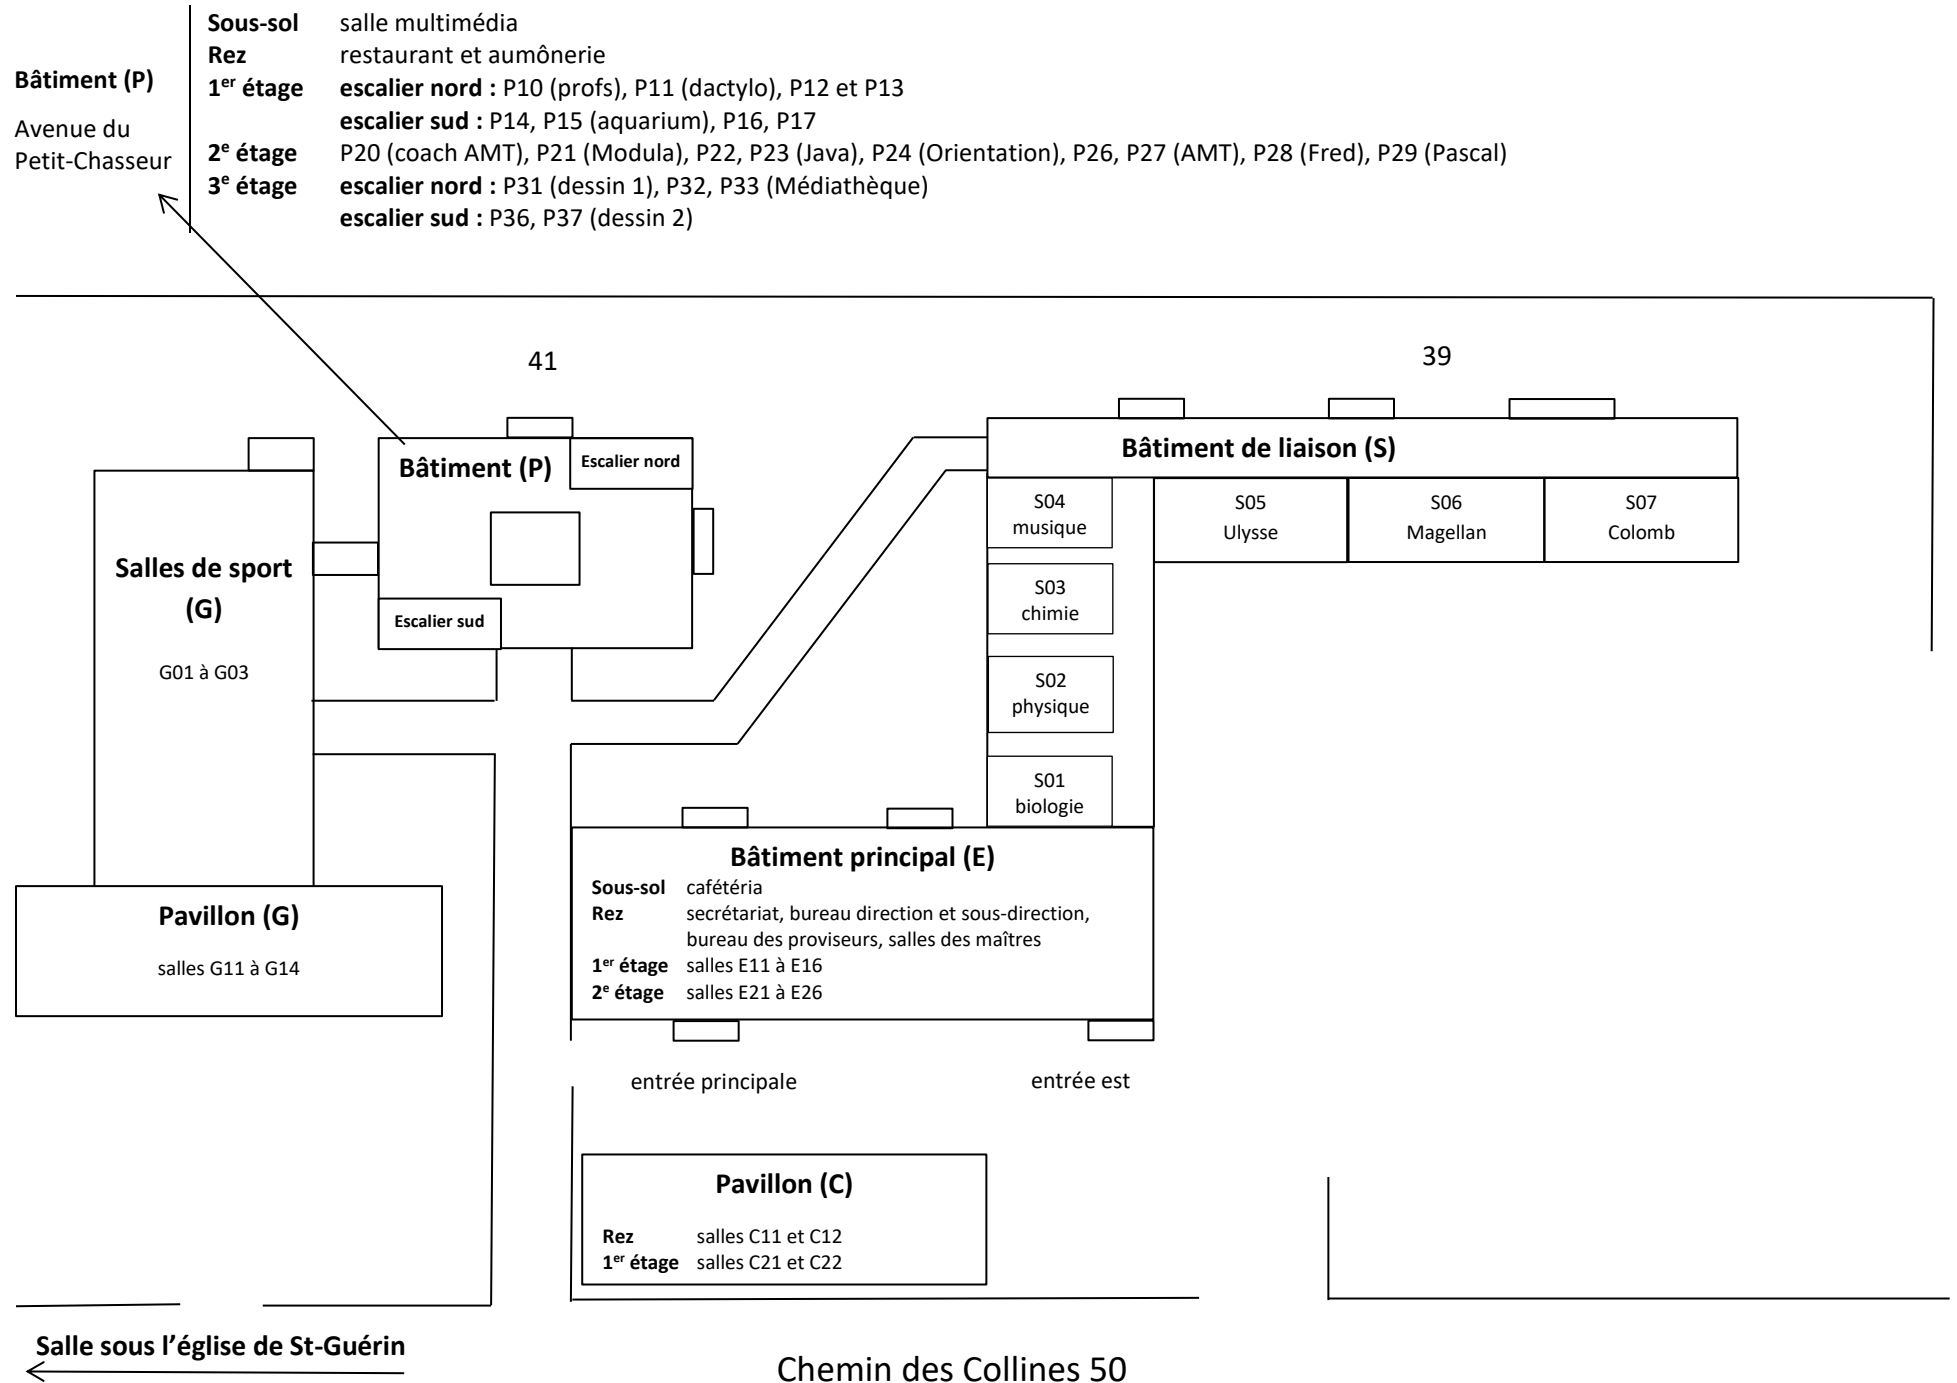 Bâtiment (P)
Avenue du
Petit-Chasseur
Sous-sol salle multimédia
Rez restaurant et aumônerie
1er étage escalier nord : P10 (profs), P11 (dactylo), P12 et P13
escalier sud : P14, P15 (aquarium), P16, P17
2e étage P20 (coach AMT), P21 (Modula), P22, P23 (Java), P24 (Orientation), P26, P27 (AMT), P28 (Fred), P29 (Pascal)
3e étage escalier nord : P31 (dessin 1), P32, P33 (Médiathèque)
escalier sud : P36, P37 (dessin 2)
41
39
Bâtiment (P)
Escalier nord
Escalier sud
Salles de sport
(G)
G01 à G03
Bâtiment de liaison (S)
S04
musique
S05
Ulysse
S06
Magellan
S07
Colomb
S03
chimie
S02
physique
S01
biologie
Pavillon (G)
salles G11 à G14
Bâtiment principal (E)
Sous-sol cafétéria
Rez secrétariat, bureau direction et sous-direction,
bureau des proviseurs, salles des maîtres
1er étage salles E11 à E16
2e étage salles E21 à E26
entrée principale
entrée est
Pavillon (C)
Rez salles C11 et C12
1er étage salles C21 et C22
Salle sous l’église de St-Guérin
Chemin des Collines 50